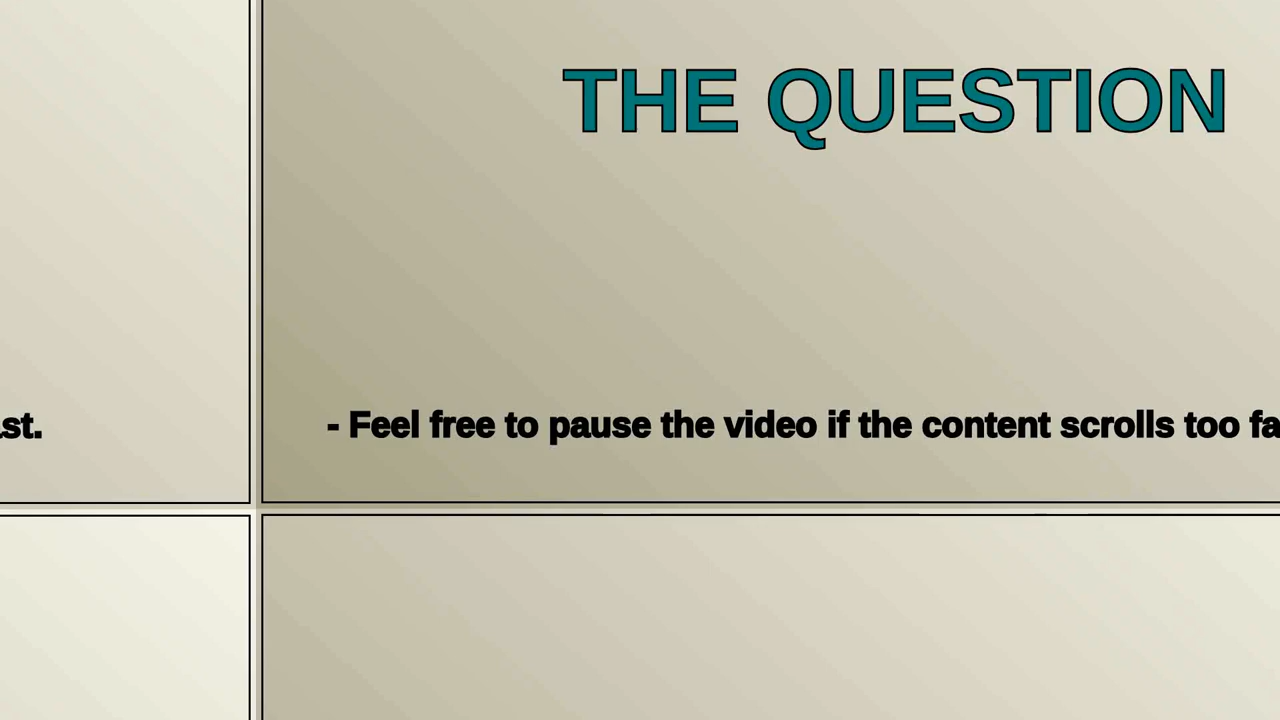 THE QUESTION
- Feel free to pause the video if the content scrolls too